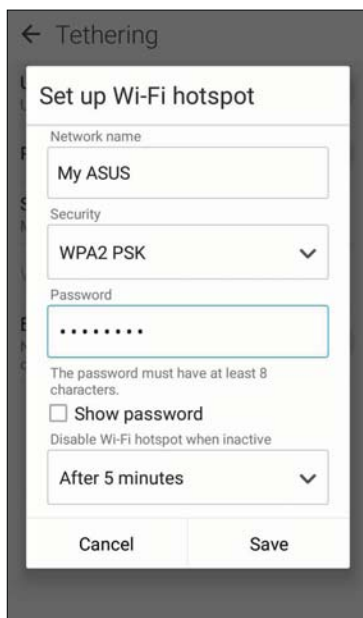 ← Tethering
Set up Wi-Fi hotspot
Network name
My ASUS
Security
WPA2 PSK
Password
••••••••
The password must have at least 8
characters.
Show password
Disable Wi-Fi hotspot when inactive
After 5 minutes
Cancel Save